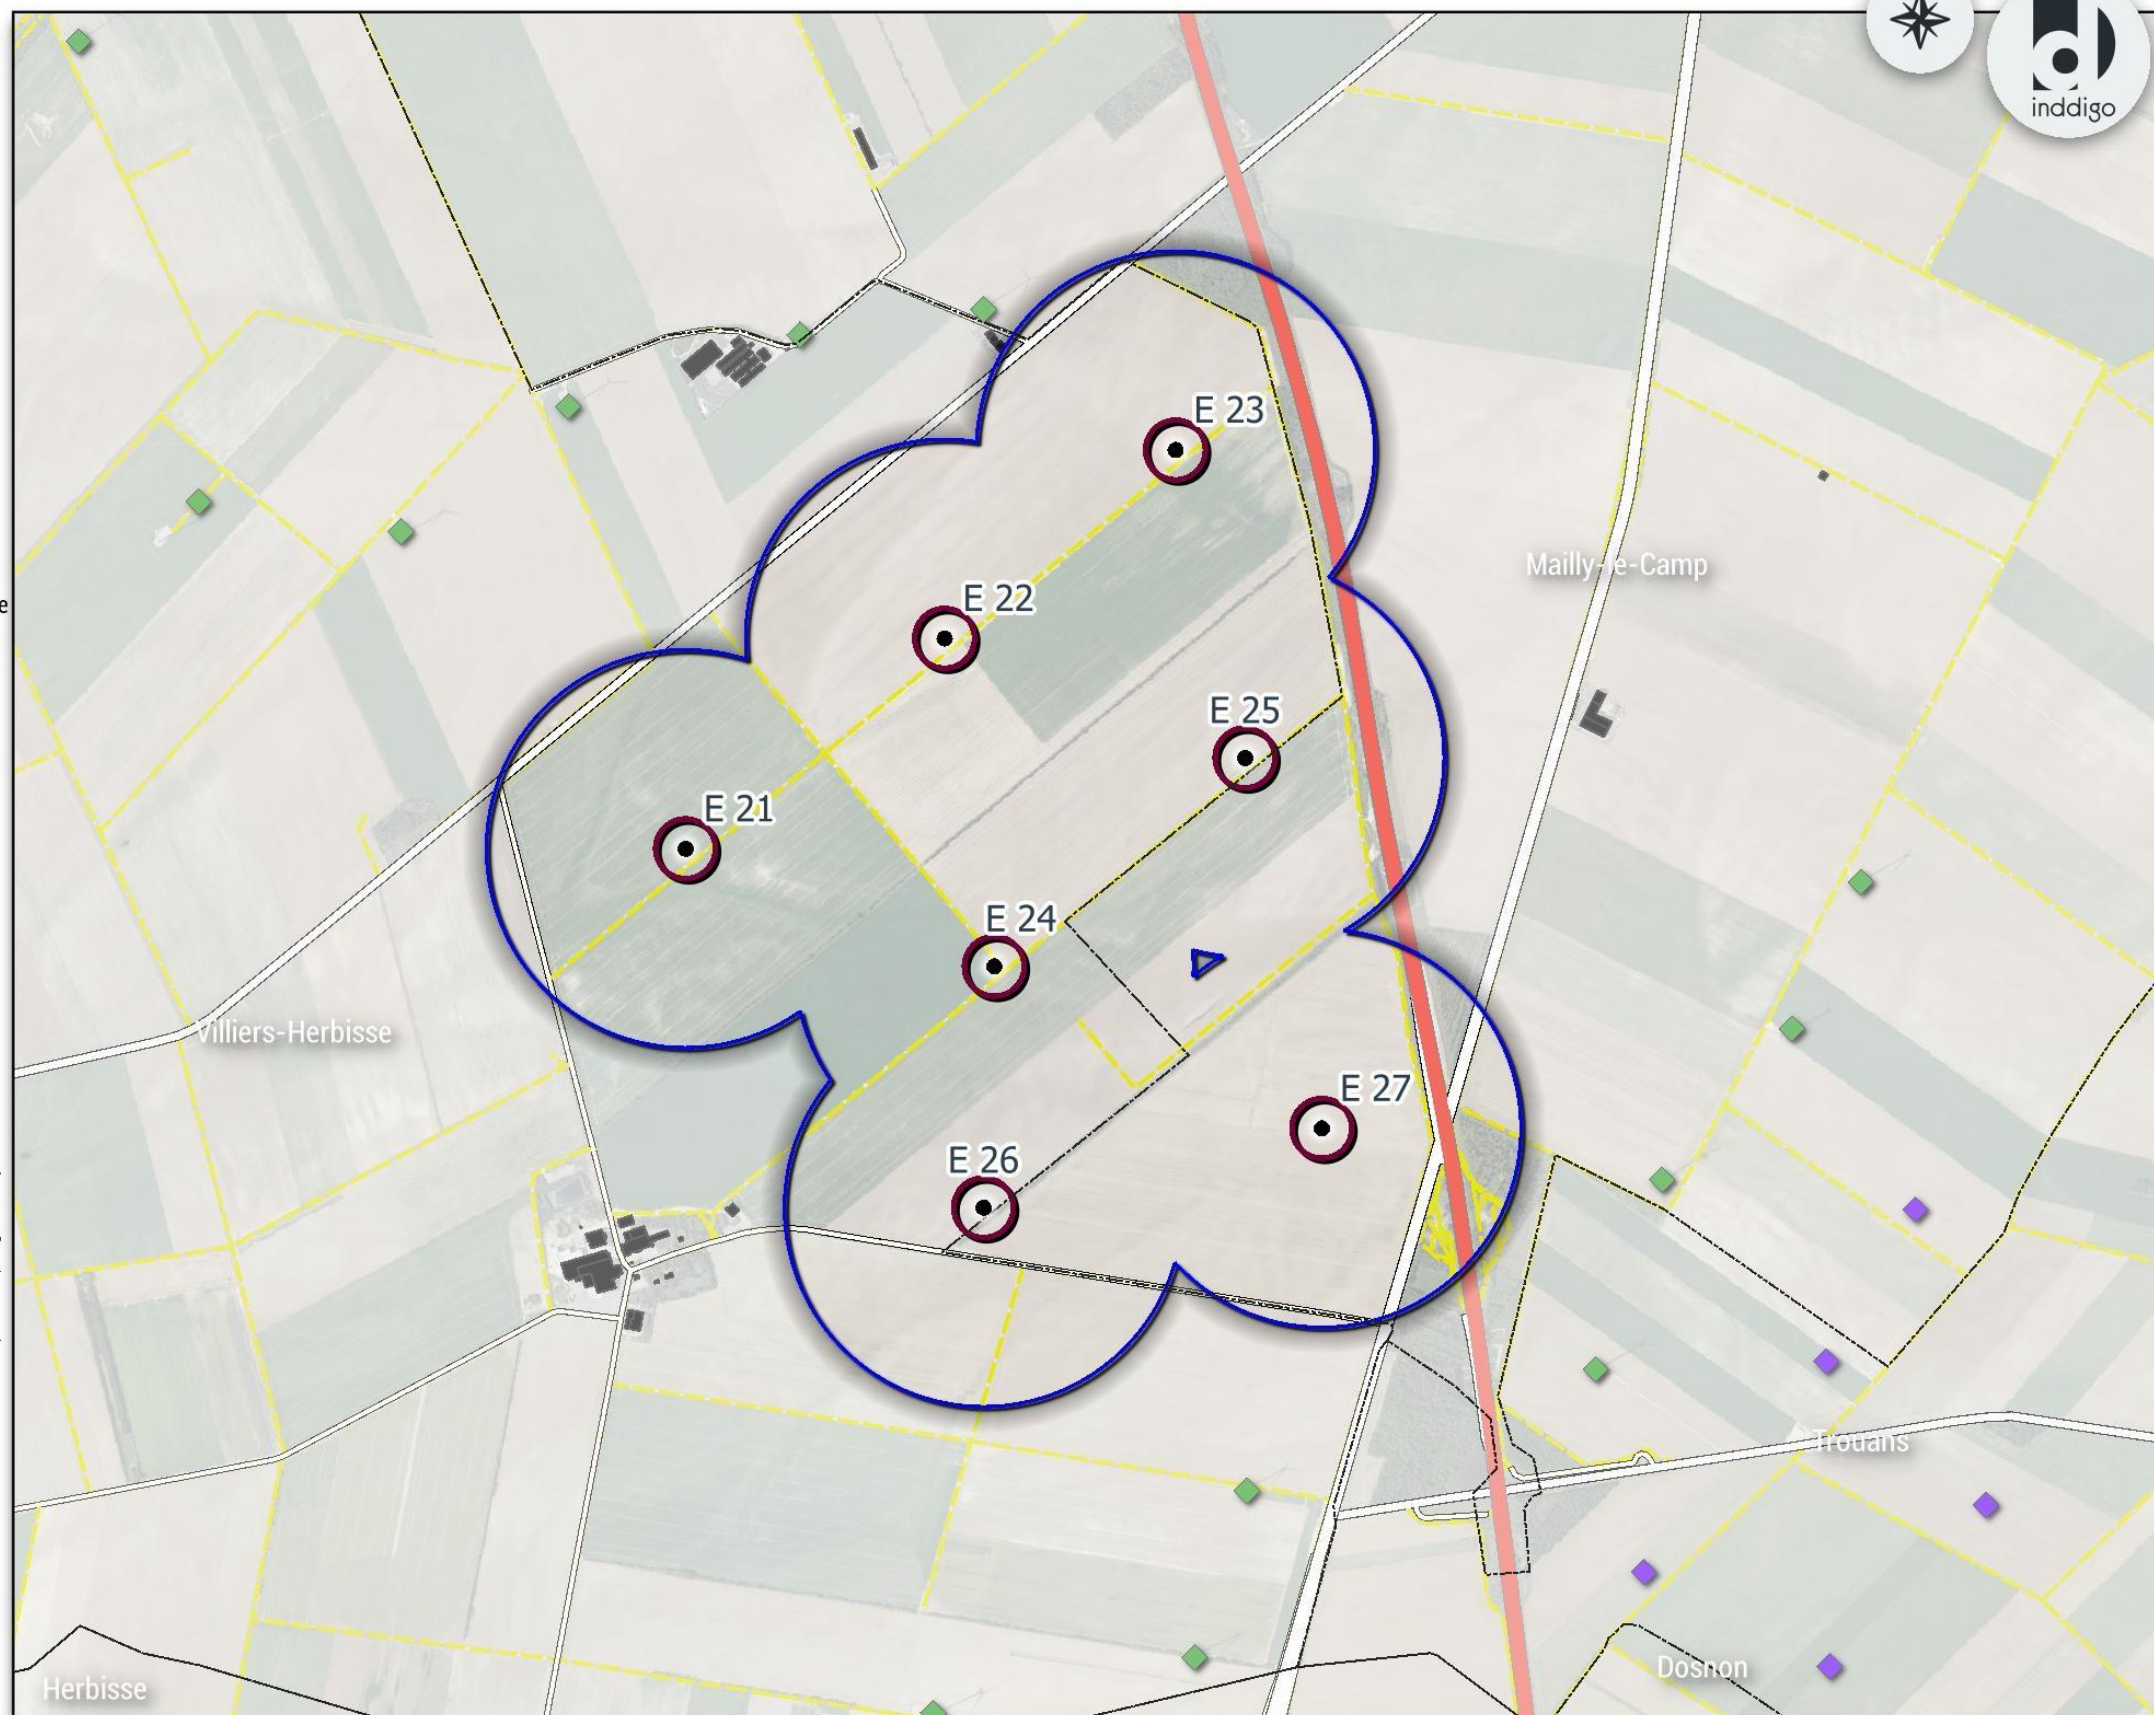 inddigo
E 23
Mailly-le-Camp
E 22
E 25
E 21
E 24
Villiers-Herbisse
E 27
E 26
Trouans
Dosnon
Herbisse